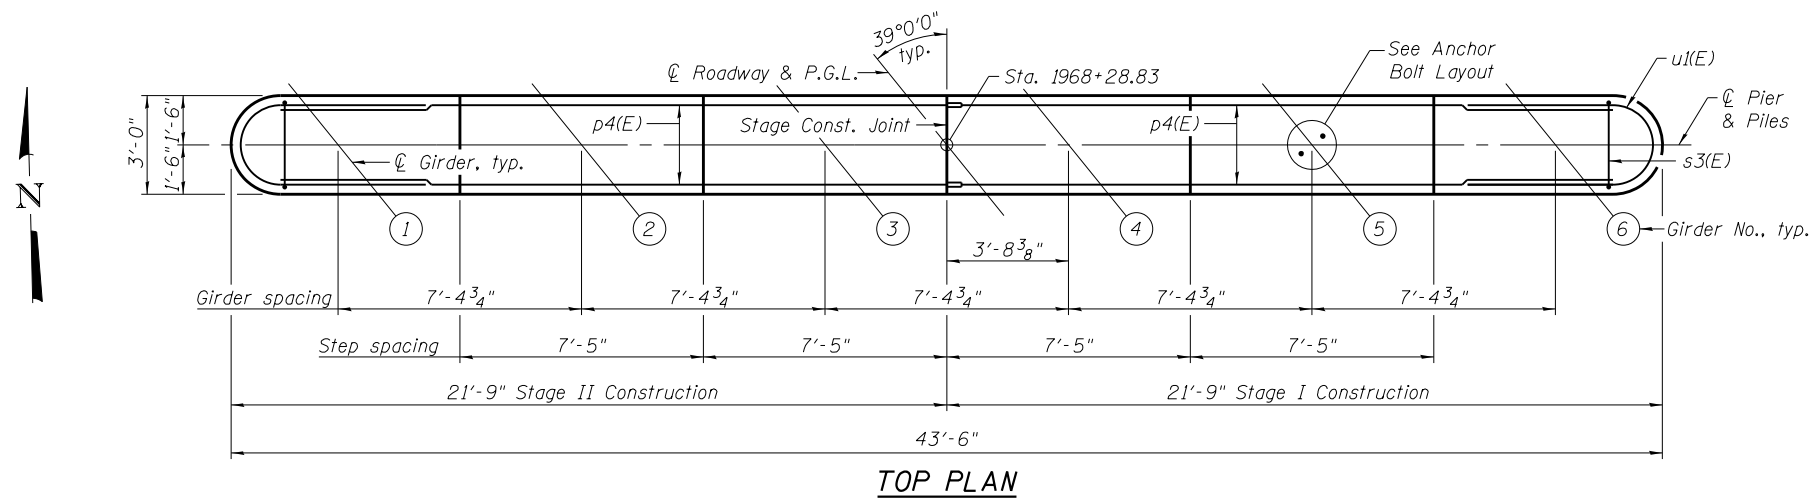 39°0'0"
typ.
℄ Roadway & P.G.L.
Sta. 1968+28.83
See Anchor
Bolt Layout
u1(E)
℄ Pier
& Piles
3'-0"
1'-6"
1'-6"
p4(E)
Stage Const. Joint
p4(E)
℄ Girder, typ.
s3(E)
N
1
2
3
4
5
6
Girder No., typ.
3'-8 3/8"
Girder spacing
7'-4 3/4"
7'-4 3/4"
7'-4 3/4"
7'-4 3/4"
7'-4 3/4"
Step spacing
7'-5"
7'-5"
7'-5"
7'-5"
21'-9" Stage II Construction
21'-9" Stage I Construction
43'-6"
TOP PLAN